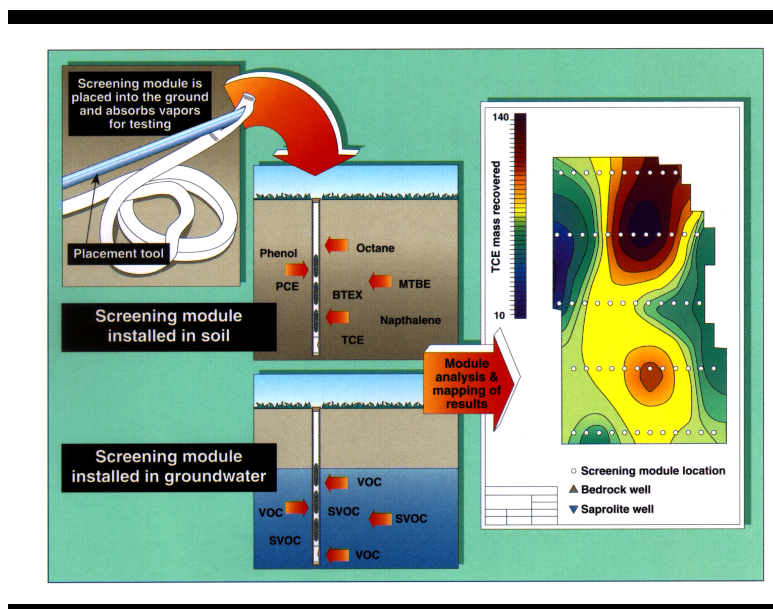 Screening module is
placed into the ground
and absorbs vapors
for testing
Placement tool
Screening module
installed in soil
Phenol
Octane
PCE
MTBE
BTEX
Napthalene
TCE
Screening module
installed in groundwater
VOC
VOC
SVOC
SVOC
SVOC
VOC
Module
analysis &
mapping of
results
140
TCE mass recovered
10
Screening module location
Bedrock well
Saprolite well